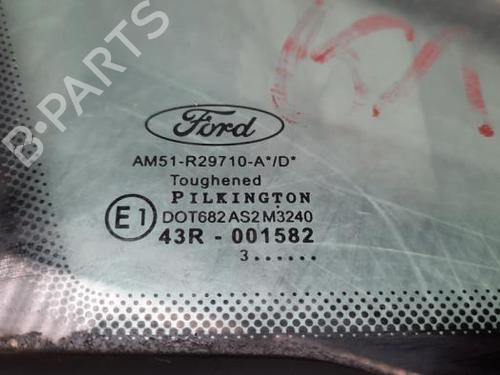 B-PARTS
Ford
AM51-R29710-A*/D*
Toughened
PILKINGTON
E1
DOT682 AS2 M3240
43R - 001582
3......